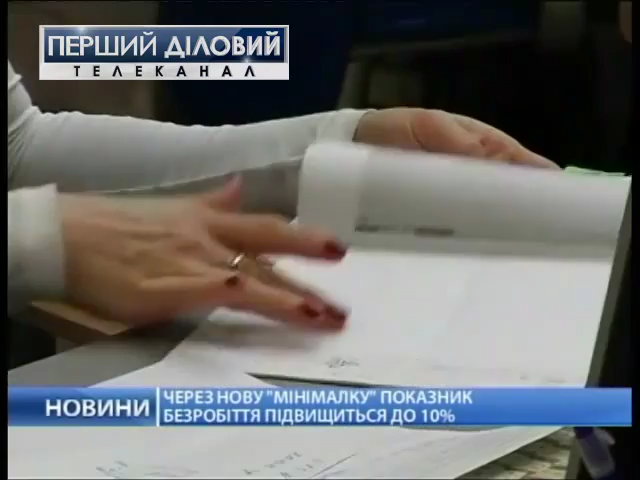 ПЕРШИЙ ДІЛОВИЙ
ТЕЛЕКАНАЛ
НОВИНИ
ЧЕРЕЗ НОВУ "МІНІМАЛКУ" ПОКАЗНИК
БЕЗРОБІТТЯ ПІДВИЩИТЬСЯ ДО 10%